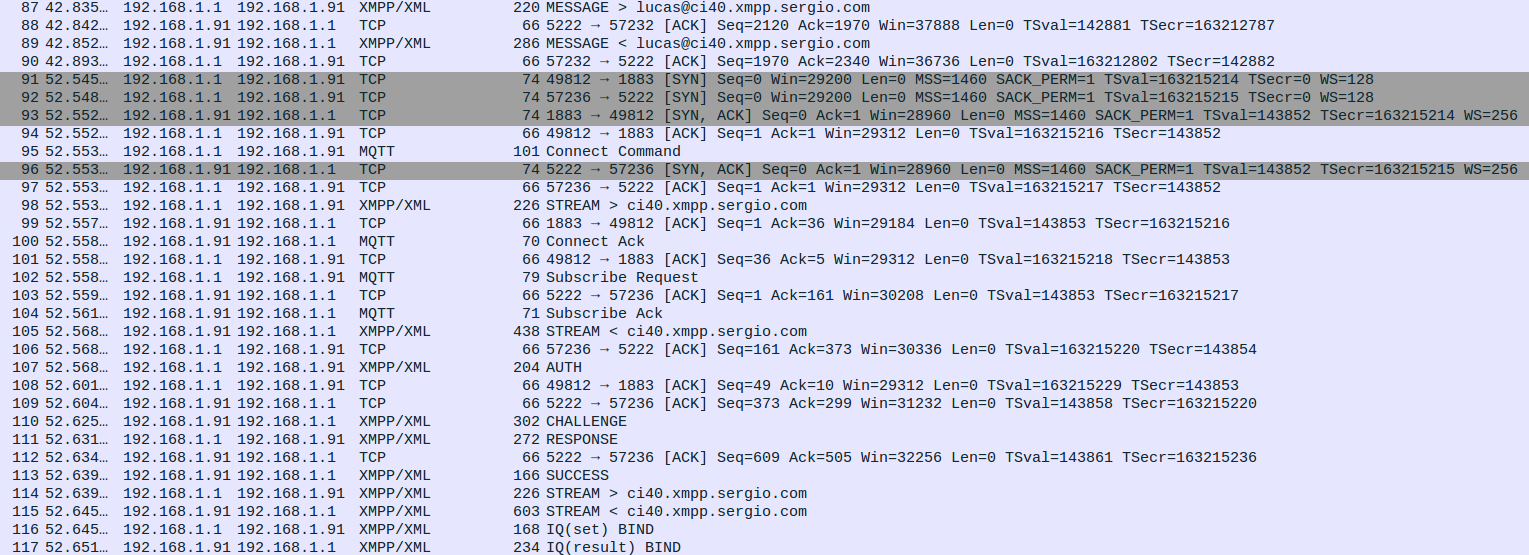 87 42.835… 192.168.1.1 192.168.1.91 XMPP/XML 220 MESSAGE > lucas@ci40.xmpp.sergio.com
88 42.842… 192.168.1.91 192.168.1.1 TCP 66 5222 → 57232 [ACK] Seq=2120 Ack=1970 Win=37888 Len=0 TSval=142881 TSecr=163212787
89 42.852… 192.168.1.91 192.168.1.1 XMPP/XML 286 MESSAGE < lucas@ci40.xmpp.sergio.com
90 42.893… 192.168.1.1 192.168.1.91 TCP 66 57232 → 5222 [ACK] Seq=1970 Ack=2340 Win=36736 Len=0 TSval=163212802 TSecr=142882
91 52.545… 192.168.1.1 192.168.1.91 TCP 74 49812 → 1883 [SYN] Seq=0 Win=29200 Len=0 MSS=1460 SACK_PERM=1 TSval=163215214 TSecr=0 WS=128
92 52.548… 192.168.1.1 192.168.1.91 TCP 74 57236 → 5222 [SYN] Seq=0 Win=29200 Len=0 MSS=1460 SACK_PERM=1 TSval=163215215 TSecr=0 WS=128
93 52.552… 192.168.1.91 192.168.1.1 TCP 74 1883 → 49812 [SYN, ACK] Seq=0 Ack=1 Win=28960 Len=0 MSS=1460 SACK_PERM=1 TSval=143852 TSecr=163215214 WS=256
94 52.552… 192.168.1.1 192.168.1.91 TCP 66 49812 → 1883 [ACK] Seq=1 Ack=1 Win=29312 Len=0 TSval=163215216 TSecr=143852
95 52.553… 192.168.1.1 192.168.1.91 MQTT 101 Connect Command
96 52.553… 192.168.1.91 192.168.1.1 TCP 74 5222 → 57236 [SYN, ACK] Seq=0 Ack=1 Win=28960 Len=0 MSS=1460 SACK_PERM=1 TSval=143852 TSecr=163215215 WS=256
97 52.553… 192.168.1.1 192.168.1.91 TCP 66 57236 → 5222 [ACK] Seq=1 Ack=1 Win=29312 Len=0 TSval=163215217 TSecr=143852
98 52.553… 192.168.1.1 192.168.1.91 XMPP/XML 226 STREAM > ci40.xmpp.sergio.com
99 52.557… 192.168.1.91 192.168.1.1 TCP 66 1883 → 49812 [ACK] Seq=1 Ack=36 Win=29184 Len=0 TSval=143853 TSecr=163215216
100 52.558… 192.168.1.91 192.168.1.1 MQTT 70 Connect Ack
101 52.558… 192.168.1.1 192.168.1.91 TCP 66 49812 → 1883 [ACK] Seq=36 Ack=5 Win=29312 Len=0 TSval=163215218 TSecr=143853
102 52.558… 192.168.1.1 192.168.1.91 MQTT 79 Subscribe Request
103 52.559… 192.168.1.91 192.168.1.1 TCP 66 5222 → 57236 [ACK] Seq=1 Ack=161 Win=30208 Len=0 TSval=143853 TSecr=163215217
104 52.561… 192.168.1.91 192.168.1.1 MQTT 71 Subscribe Ack
105 52.568… 192.168.1.91 192.168.1.1 XMPP/XML 438 STREAM < ci40.xmpp.sergio.com
106 52.568… 192.168.1.1 192.168.1.91 TCP 66 57236 → 5222 [ACK] Seq=161 Ack=373 Win=30336 Len=0 TSval=163215220 TSecr=143854
107 52.568… 192.168.1.1 192.168.1.91 XMPP/XML 204 AUTH
108 52.601… 192.168.1.1 192.168.1.91 TCP 66 49812 → 1883 [ACK] Seq=49 Ack=10 Win=29312 Len=0 TSval=163215229 TSecr=143853
109 52.604… 192.168.1.91 192.168.1.1 TCP 66 5222 → 57236 [ACK] Seq=373 Ack=299 Win=31232 Len=0 TSval=143858 TSecr=163215220
110 52.625… 192.168.1.91 192.168.1.1 XMPP/XML 302 CHALLENGE
111 52.631… 192.168.1.1 192.168.1.91 XMPP/XML 272 RESPONSE
112 52.634… 192.168.1.91 192.168.1.1 TCP 66 5222 → 57236 [ACK] Seq=609 Ack=505 Win=32256 Len=0 TSval=143861 TSecr=163215236
113 52.639… 192.168.1.91 192.168.1.1 XMPP/XML 166 SUCCESS
114 52.639… 192.168.1.1 192.168.1.91 XMPP/XML 226 STREAM > ci40.xmpp.sergio.com
115 52.645… 192.168.1.91 192.168.1.1 XMPP/XML 603 STREAM < ci40.xmpp.sergio.com
116 52.645… 192.168.1.1 192.168.1.91 XMPP/XML 168 IQ(set) BIND
117 52.651… 192.168.1.91 192.168.1.1 XMPP/XML 234 IQ(result) BIND